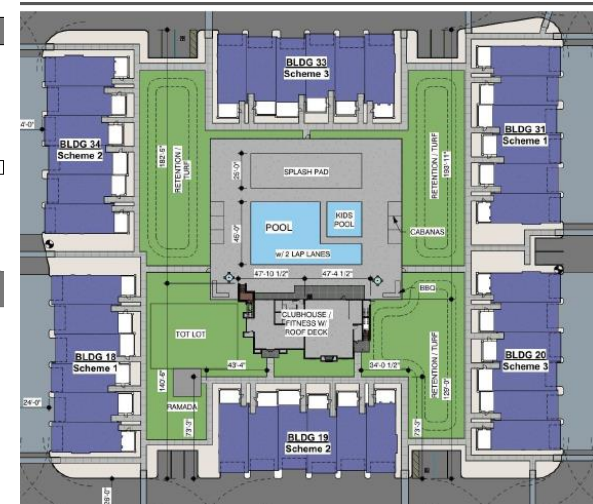 BLDG 33
Scheme 3
BLDG 34
Scheme 2
BLDG 31
Scheme 1
4'-0"
182'-5"
RETENTION /
TURF
25'-0"
SPLASH PAD
RETENTION / TURF
193'-11"
46'-0"
POOL
KIDS
POOL
w/ 2 LAP LANES
CABANAS
47'-10 1/2"
47'-4 1/2"
BBQ
CLUBHOUSE /
FITNESS W/
ROOF DECK
TOT LOT
BLDG 18
Scheme 1
BLDG 20
Scheme 3
43'-4"
34'-0 1/2"
RETENTION / TURF
129'-0"
140'-6"
RAMADA
24'-0"
73'-3"
73'-3"
BLDG 19
Scheme 2